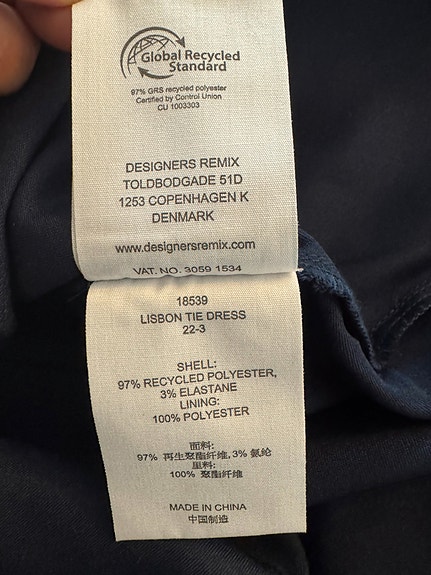 Global Recycled
Standard
97% GRS recycled polyester
Certified by Control Union
CU 1003303
DESIGNERS REMIX
TOLDBODGADE 51D
1253 COPENHAGEN K
DENMARK
www.designersremix.com
VAT. NO. 3059 1534
18539
LISBON TIE DRESS
22-3
SHELL:
97% RECYCLED POLYESTER,
3% ELASTANE
LINING:
100% POLYESTER
面料:
97% 再生聚酯纤维, 3% 氨纶
里料:
100% 聚酯纤维
MADE IN CHINA
中国制造